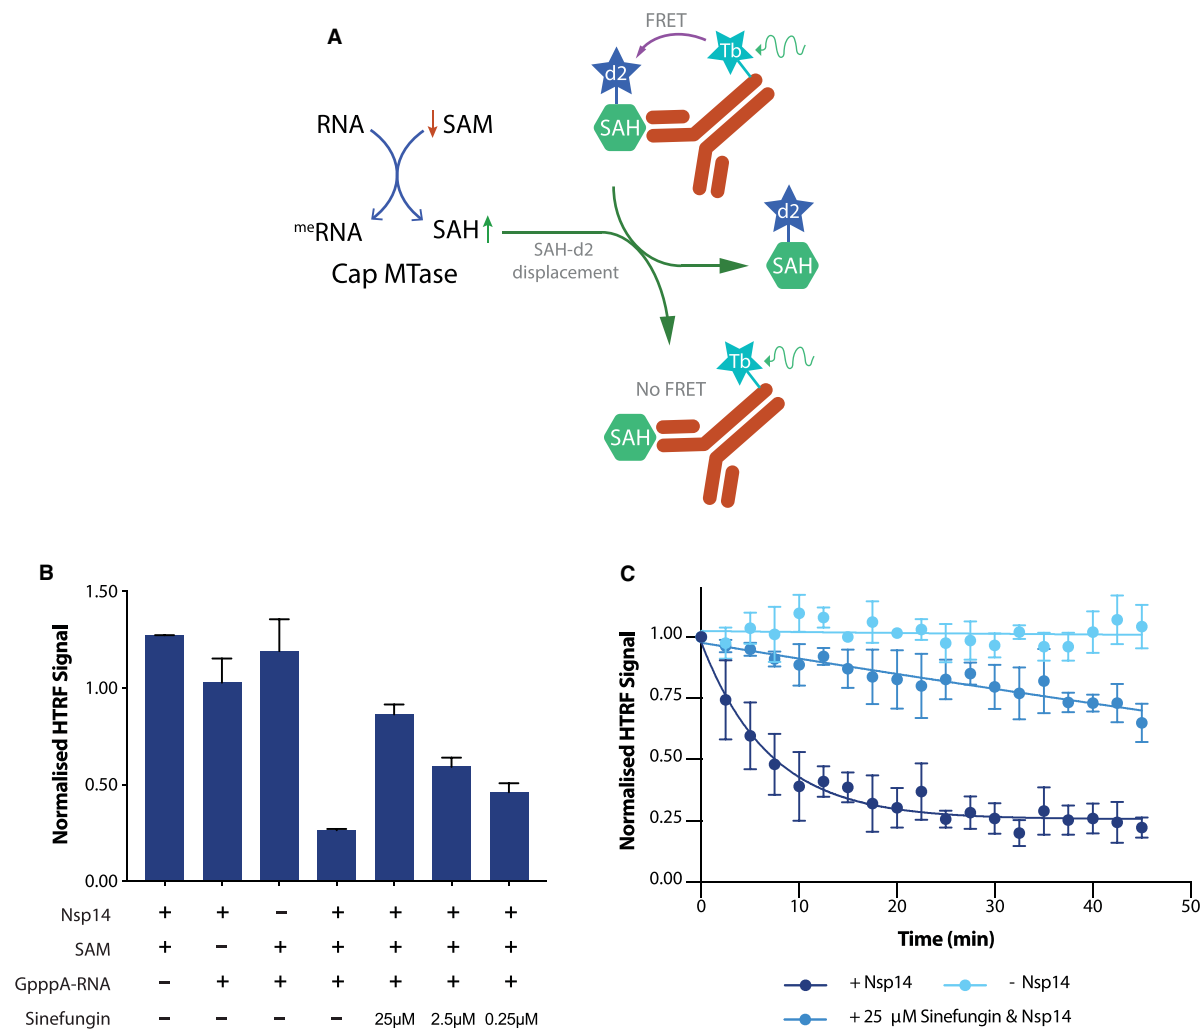 A
FRET
Tb
d2
SAH
RNA
SAM
meRNA
SAH
Cap MTase
SAH-d2
displacement
d2
SAH
Tb
No FRET
SAH
B
Normalised HTRF Signal
1.50
1.00
0.50
0.00
Nsp14 + + − + + + +
SAM + − + + + + +
GpppA-RNA − + + + + + +
Sinefungin − − − − 25µM 2.5µM 0.25µM
C
Normalised HTRF Signal
1.00
0.75
0.50
0.25
0.00
0 10 20 30 40 50
Time (min)
+ Nsp14 - Nsp14
+ 25 µM Sinefungin & Nsp14